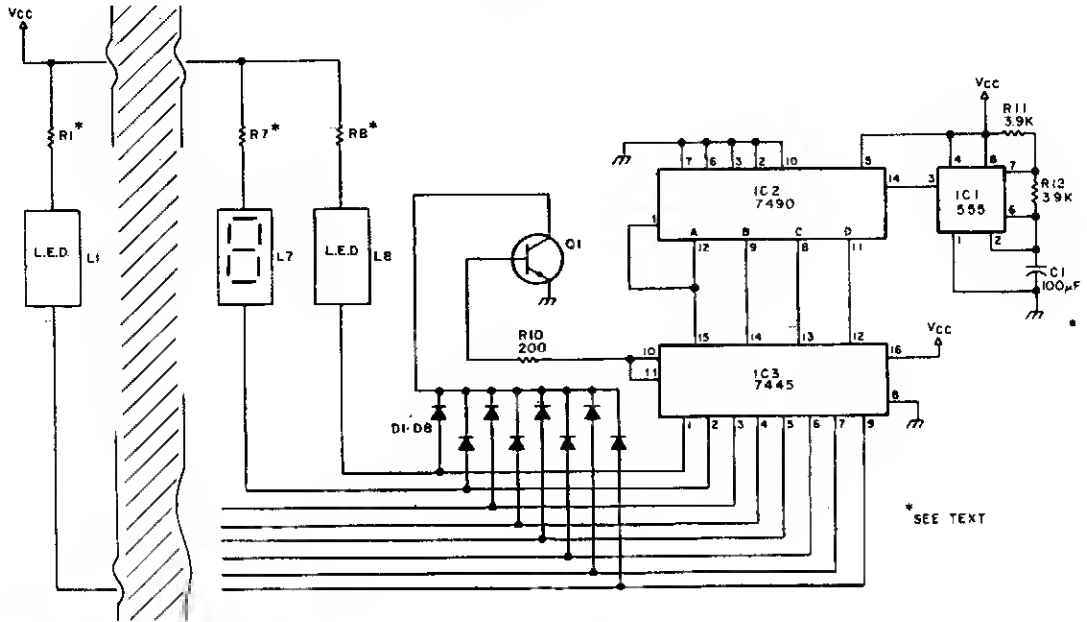 VCC
R1*
R7*
R8*
L.E.D.
L1
L7
L.E.D
L8
Q1
R10
200
D1-D8
VCC
R11
3.9K
R12
3.9K
7
6
3
2
10
5
IC2
7490
14
1
A
B
C
D
12
9
8
11
4
8
7
3
IC1
555
6
1
2
C1
100µF
*
15
14
13
12
10
11
IC3
7445
16
VCC
8
1
2
3
4
5
6
7
9
*SEE TEXT